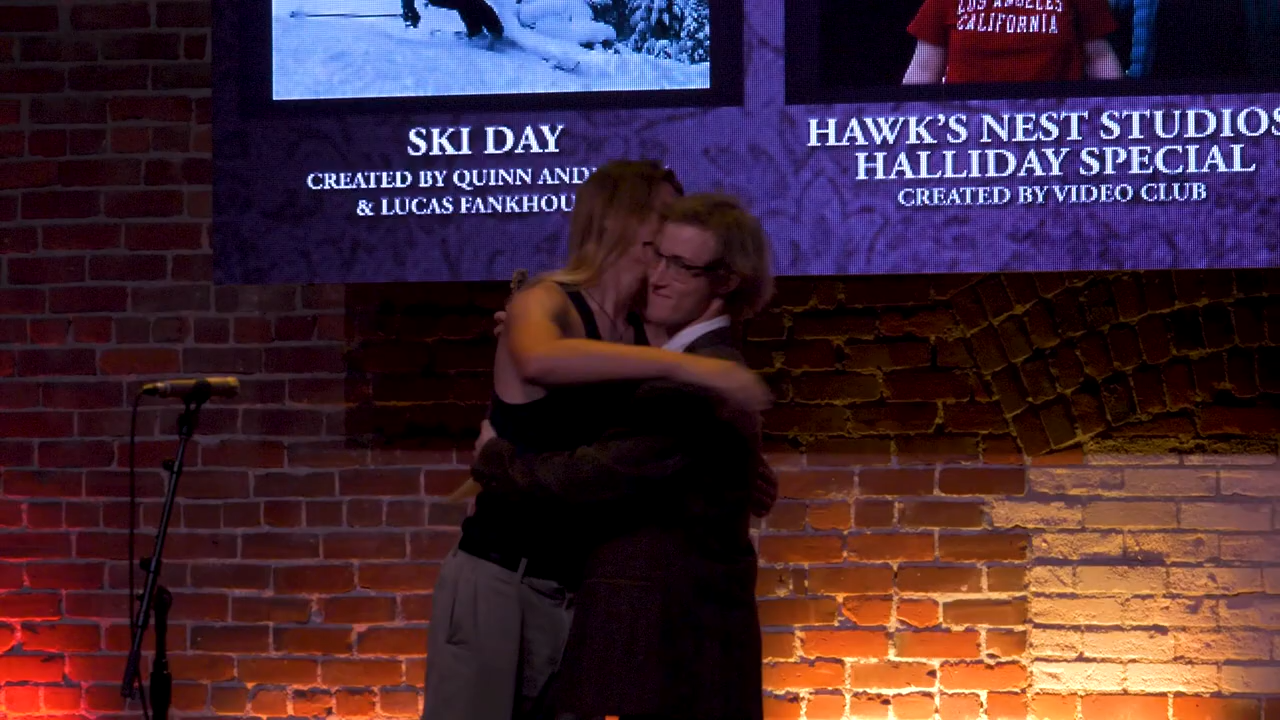 LOS ANGELES
CALIFORNIA
SKI DAY
CREATED BY QUINN
& LUCAS
HAWK'S NEST STUDIOS
HALLIDAY SPECIAL
CREATED BY VIDEO CLUB